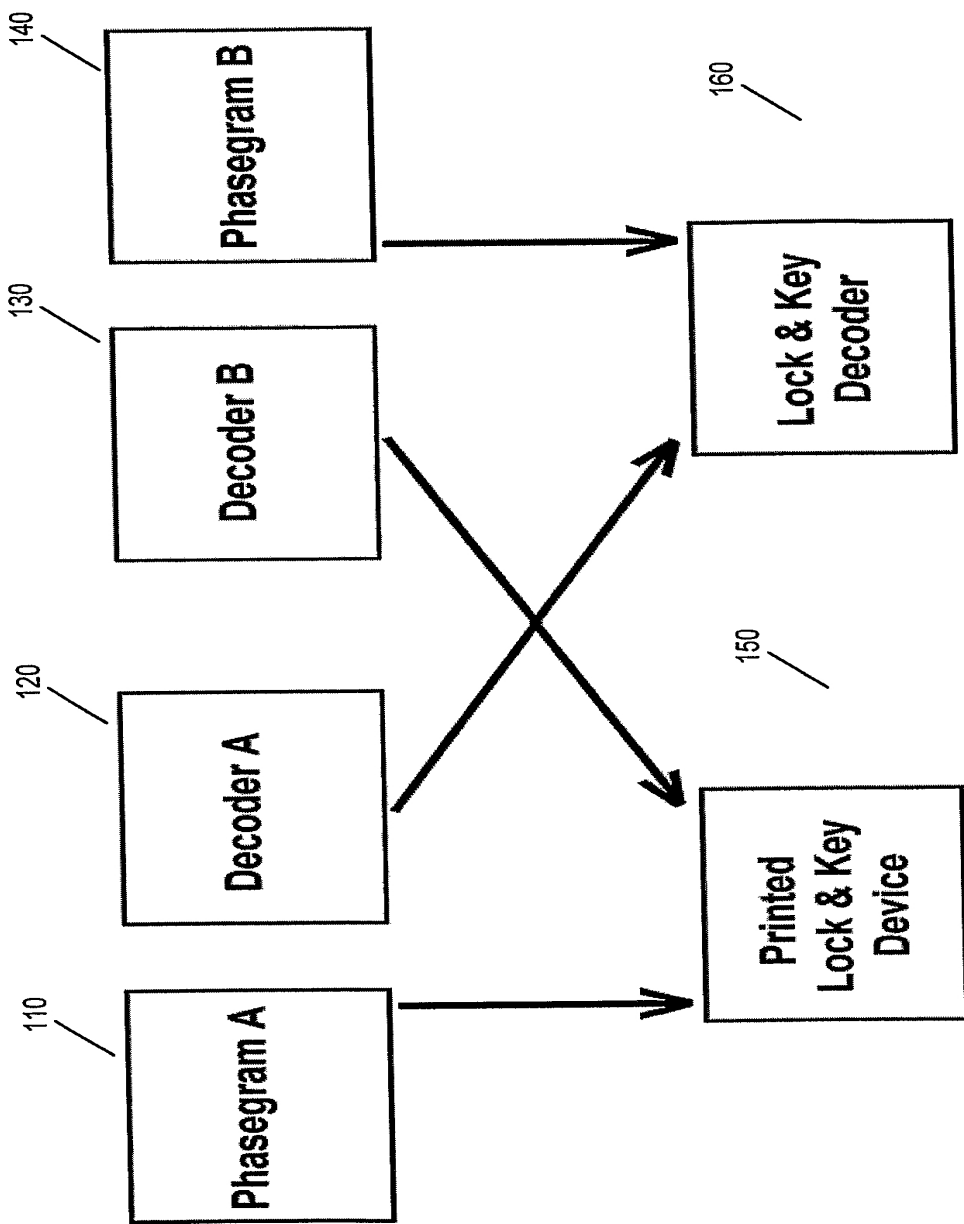 110
120
130
140
Phasegram A
Decoder A
Decoder B
Phasegram B
150
160
Printed
Lock & Key
Device
Lock & Key
Decoder